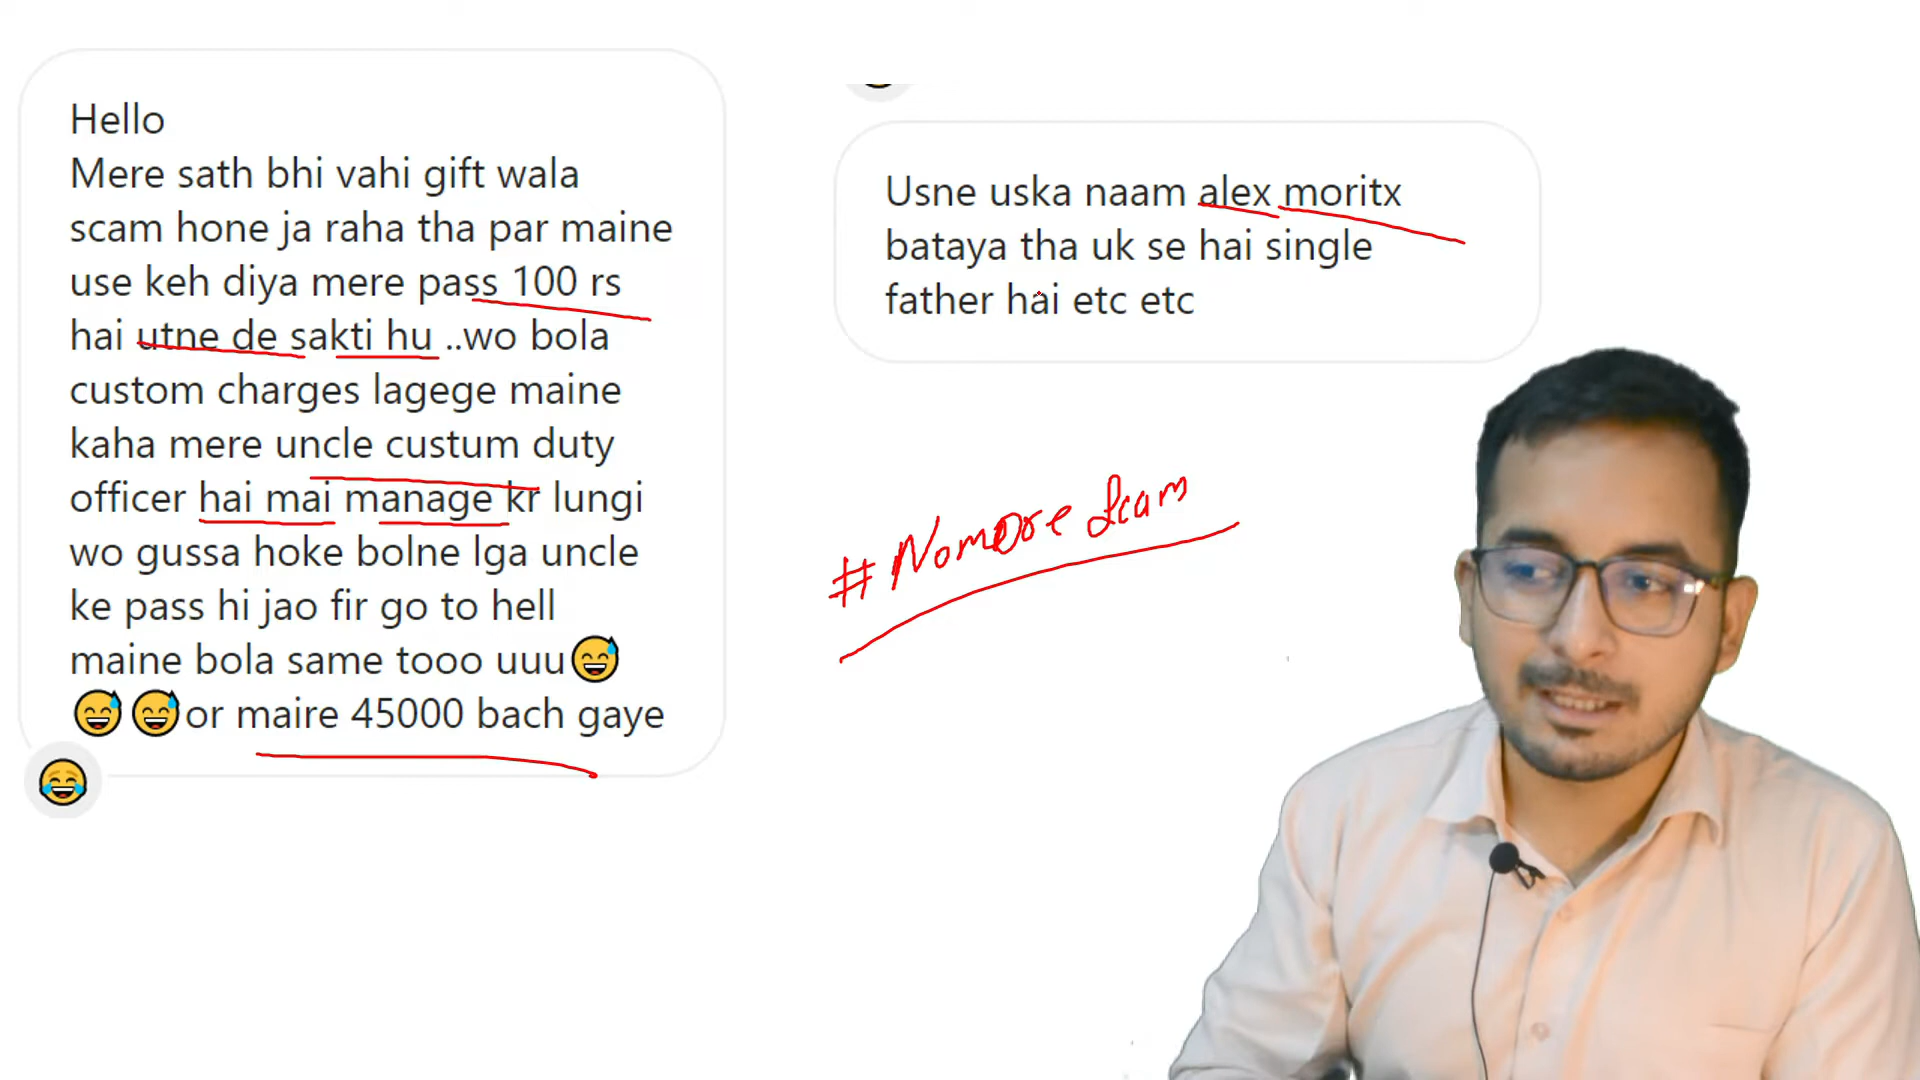 Hello
Mere sath bhi vahi gift wala
scam hone ja raha tha par maine
use keh diya mere pass 100 rs
hai utne de sakti hu ..wo bola
custom charges lagege maine
kaha mere uncle custum duty
officer hai mai manage kr lungi
wo gussa hoke bolne lga uncle
ke pass hi jao fir go to hell
maine bola same tooo uuu😅
😅😅or maire 45000 bach gaye
Usne uska naam alex moritx
bataya tha uk se hai single
father hai etc etc
#Nomore Scam